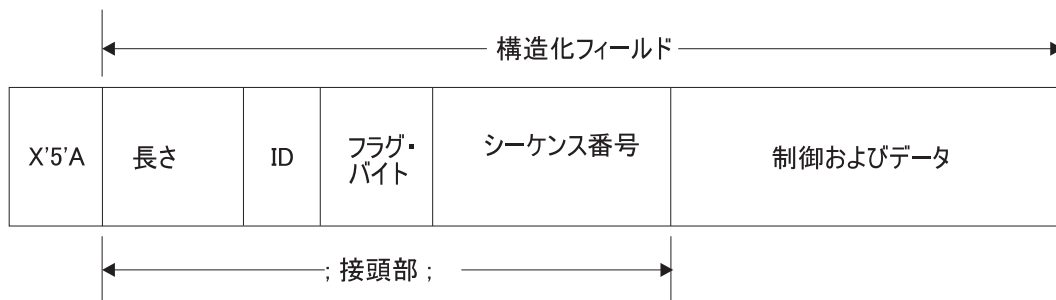 構造化フィールド
X'5'A
長さ
ID
フラグ・
バイト
シーケンス番号
制御およびデータ
; 接頭部 ;